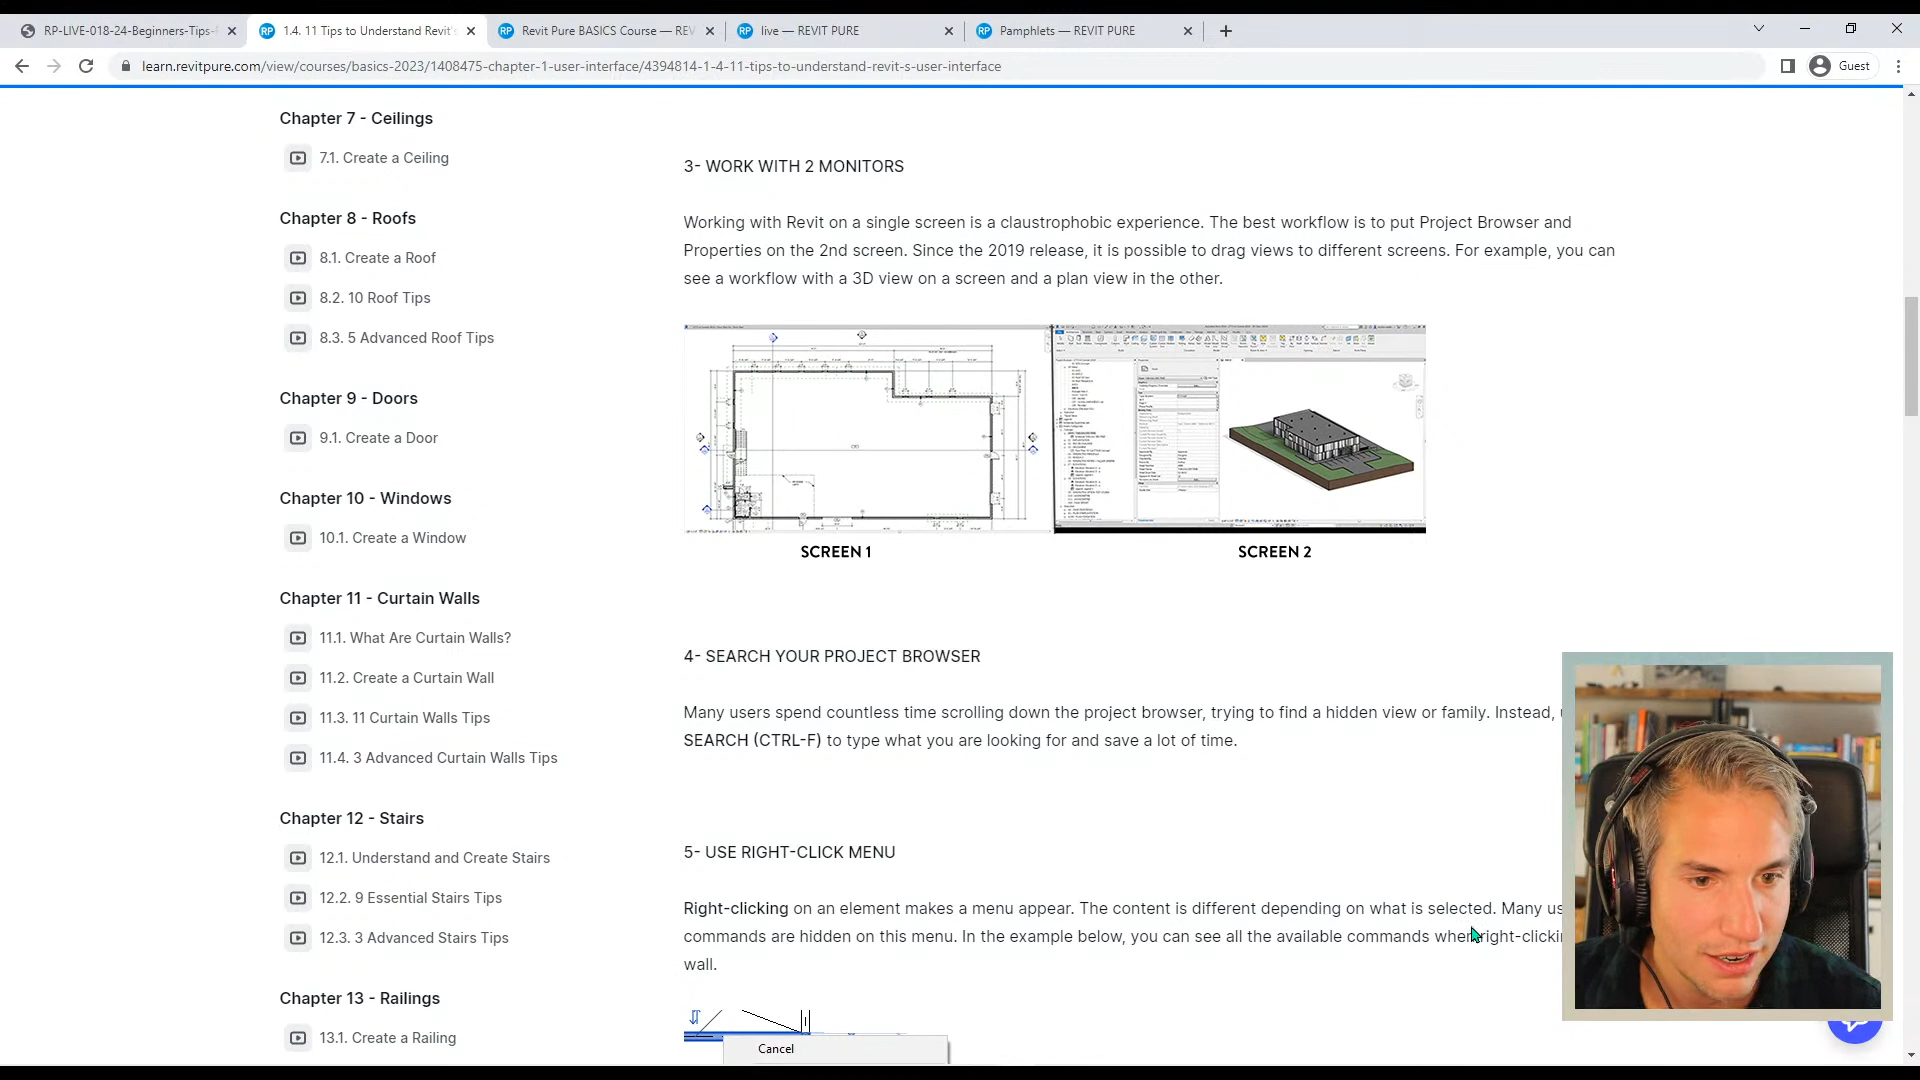 RP-LIVE-018-24-Beginners-Tips-
1.4. 11 Tips to Understand Revit's
Revit Pure BASICS Course — REV
live — REVIT PURE
Pamphlets — REVIT PURE
learn.revitpure.com/view/courses/basics-2023/1408475-chapter-1-user-interface/4394814-1-4-11-tips-to-understand-revit-s-user-interface
Guest
Chapter 7 - Ceilings
7.1. Create a Ceiling
Chapter 8 - Roofs
8.1. Create a Roof
8.2. 10 Roof Tips
8.3. 5 Advanced Roof Tips
Chapter 9 - Doors
9.1. Create a Door
Chapter 10 - Windows
10.1. Create a Window
Chapter 11 - Curtain Walls
11.1. What Are Curtain Walls?
11.2. Create a Curtain Wall
11.3. 11 Curtain Walls Tips
11.4. 3 Advanced Curtain Walls Tips
Chapter 12 - Stairs
12.1. Understand and Create Stairs
12.2. 9 Essential Stairs Tips
12.3. 3 Advanced Stairs Tips
Chapter 13 - Railings
13.1. Create a Railing
3- WORK WITH 2 MONITORS
Working with Revit on a single screen is a claustrophobic experience. The best workflow is to put Project Browser and
Properties on the 2nd screen. Since the 2019 release, it is possible to drag views to different screens. For example, you can
see a workflow with a 3D view on a screen and a plan view in the other.
SCREEN 1
SCREEN 2
4- SEARCH YOUR PROJECT BROWSER
Many users spend countless time scrolling down the project browser, trying to find a hidden view or family. Instead,
SEARCH (CTRL-F) to type what you are looking for and save a lot of time.
5- USE RIGHT-CLICK MENU
Right-clicking on an element makes a menu appear. The content is different depending on what is selected. Many us
commands are hidden on this menu. In the example below, you can see all the available commands when right-clicki
wall.
Cancel